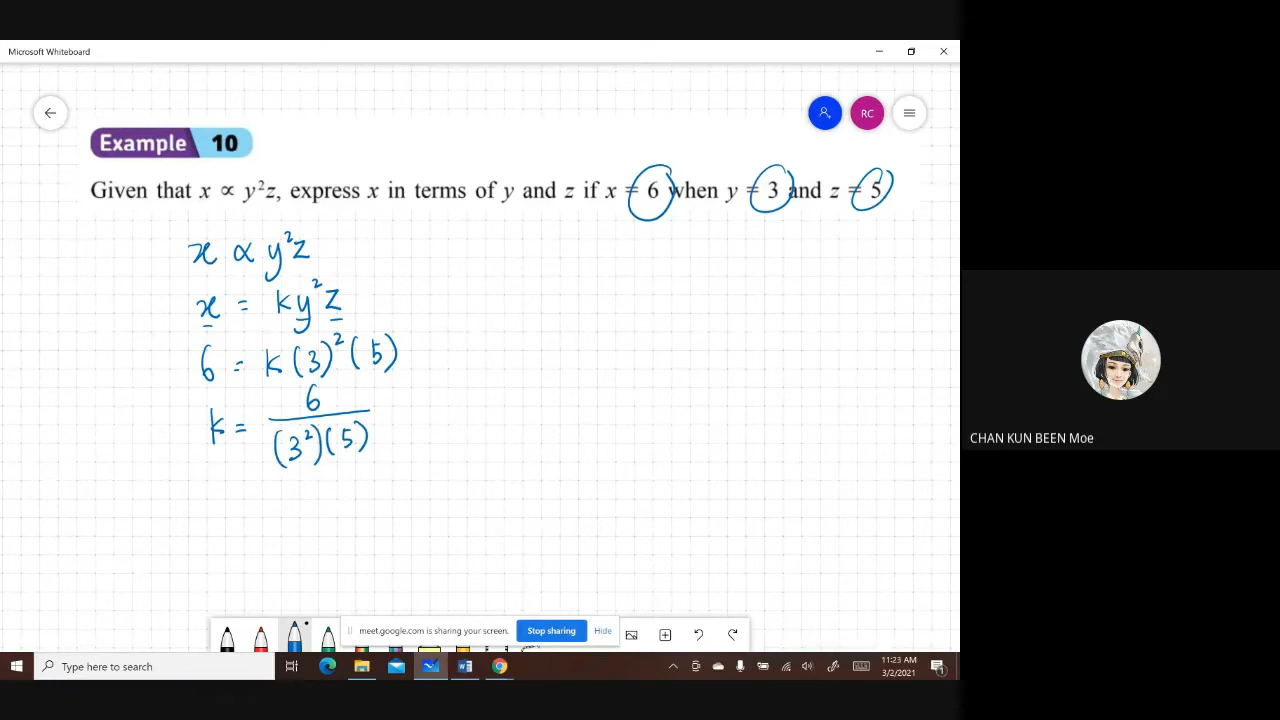 Microsoft Whiteboard
RC
Example 10
Given that x ∝ y²z, express x in terms of y and z if x = 6 when y = 3 and z = 5
x ∝ y²z
x = ky²z
6 = k(3)²(5)
k = 6/(3²)(5)
CHAN KUN BEEN Moe
meet.google.com is sharing your screen. Stop sharing Hide
Type here to search
11:23 AM
3/2/2021
1